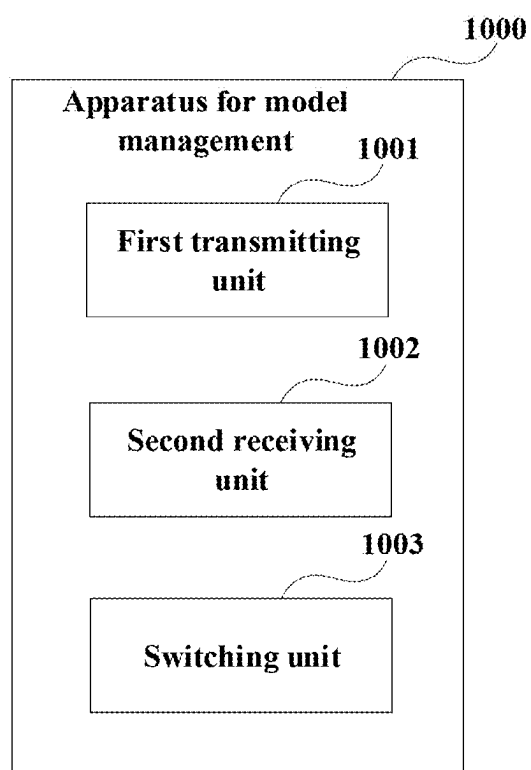 1000
Apparatus for model
management
1001
First transmitting
unit
1002
Second receiving
unit
1003
Switching unit